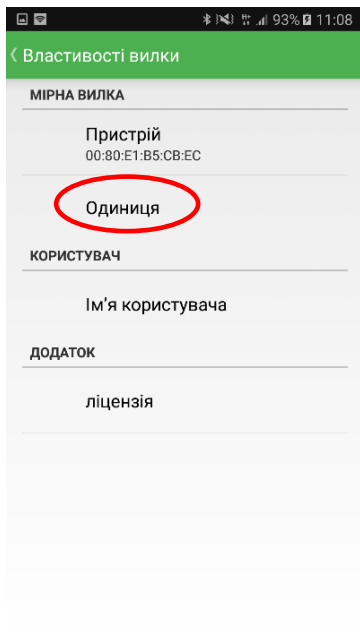 93% 11:08
Властивості вилки
МІРНА ВИЛКА
Пристрій
00:80:E1:B5:CB:EC
Одиниця
КОРИСТУВАЧ
Ім'я користувача
ДОДАТОК
ліцензія